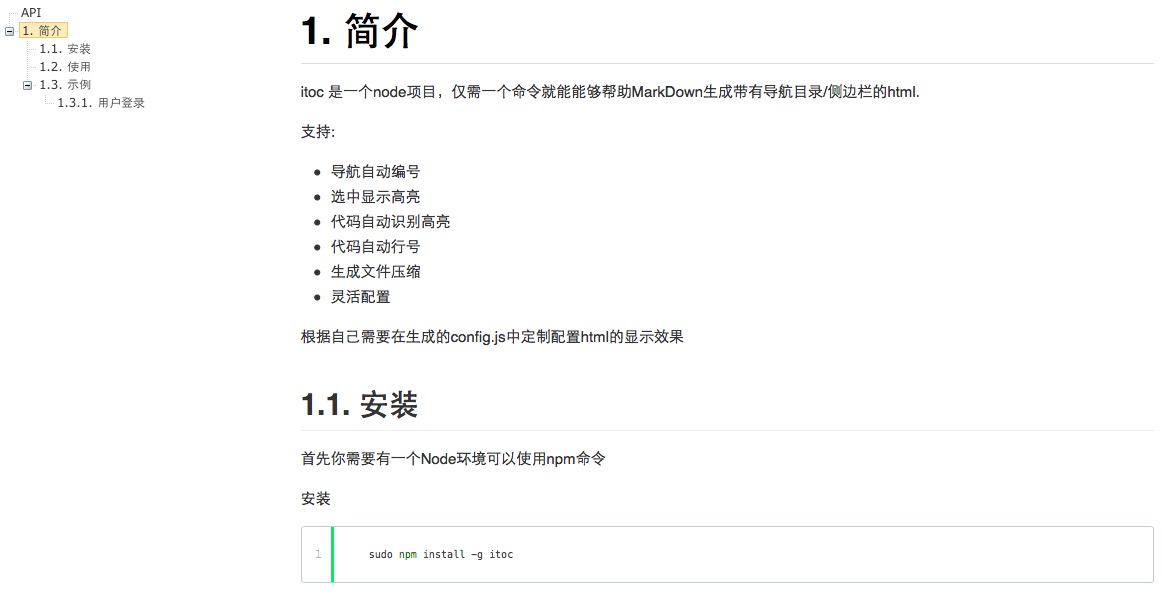 API
1. 简介
1.1. 安装
1.2. 使用
1.3. 示例
1.3.1. 用户登录
1. 简介
itoc 是一个node项目，仅需一个命令就能能够帮助MarkDown生成带有导航目录/侧边栏的html.
支持:
导航自动编号
选中显示高亮
代码自动识别高亮
代码自动行号
生成文件压缩
灵活配置
根据自己需要在生成的config.js中定制配置html的显示效果
1.1. 安装
首先你需要有一个Node环境可以使用npm命令
安装
1 sudo npm install -g itoc